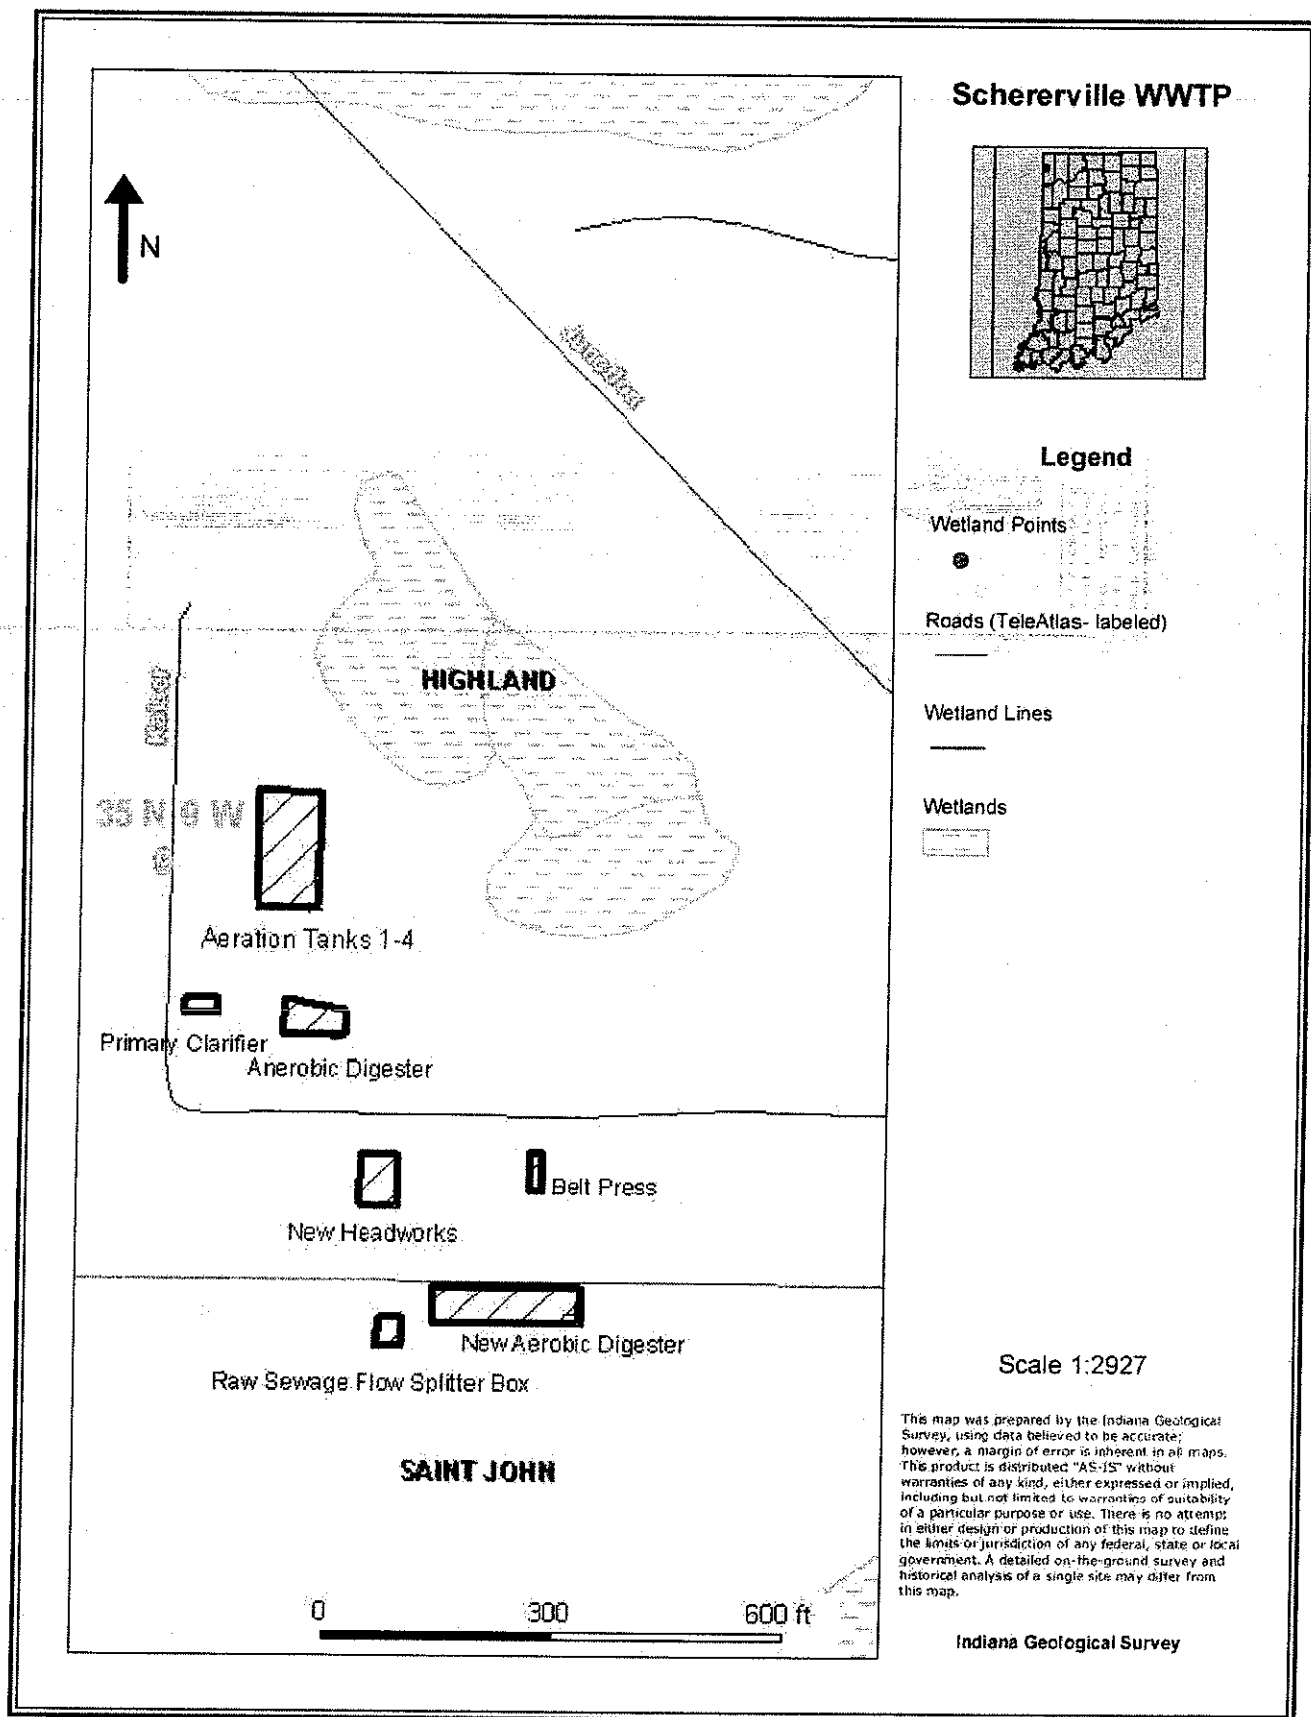 Schererville WWTP
N
Legend
Wetland Points
Roads (TeleAtlas- labeled)
HIGHLAND
Wetland Lines
Wetlands
35 N 9 W
Aeration Tanks 1-4
Primary Clarifier
Anerobic Digester
Belt Press
New Headworks
New Aerobic Digester
Raw Sewage Flow Splitter Box
SAINT JOHN
0 300 600 ft
Scale 1:2927
This map was prepared by the Indiana Geological
Survey, using data believed to be accurate;
however, a margin of error is inherent in all maps.
This product is distributed "AS-IS" without
warranties of any kind, either expressed or implied,
including but not limited to warranties of suitability
of a particular purpose or use. There is no attempt
in either design or production of this map to define
the limits or jurisdiction of any federal, state or local
government. A detailed on-the-ground survey and
historical analysis of a single site may differ from
this map.
Indiana Geological Survey